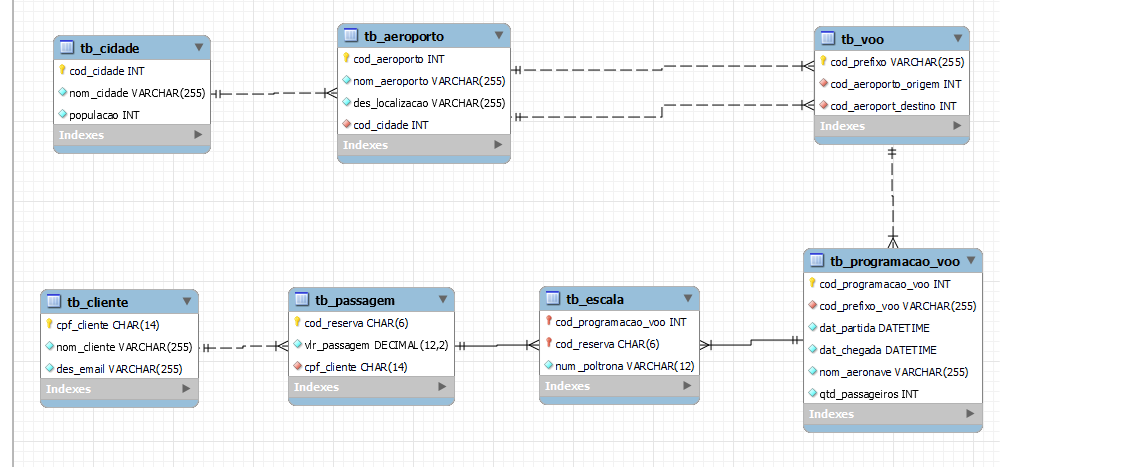 tb_cidade
cod_cidade INT
nom_cidade VARCHAR(255)
populacao INT
Indexes
tb_aeroporto
cod_aeroporto INT
nom_aeroporto VARCHAR(255)
des_localizacao VARCHAR(255)
cod_cidade INT
Indexes
tb_voo
cod_prefixo VARCHAR(255)
cod_aeroporto_origem INT
cod_aeroport_destino INT
Indexes
tb_cliente
cpf_cliente CHAR(14)
nom_cliente VARCHAR(255)
des_email VARCHAR(255)
Indexes
tb_passagem
cod_reserva CHAR(6)
vlr_passagem DECIMAL(12,2)
cpf_cliente CHAR(14)
Indexes
tb_escala
cod_programacao_voo INT
cod_reserva CHAR(6)
num_poltrona VARCHAR(12)
Indexes
tb_programacao_voo
cod_programacao_voo INT
cod_prefixo_voo VARCHAR(255)
dat_partida DATETIME
dat_chegada DATETIME
nom_aeronave VARCHAR(255)
qtd_passageiros INT
Indexes